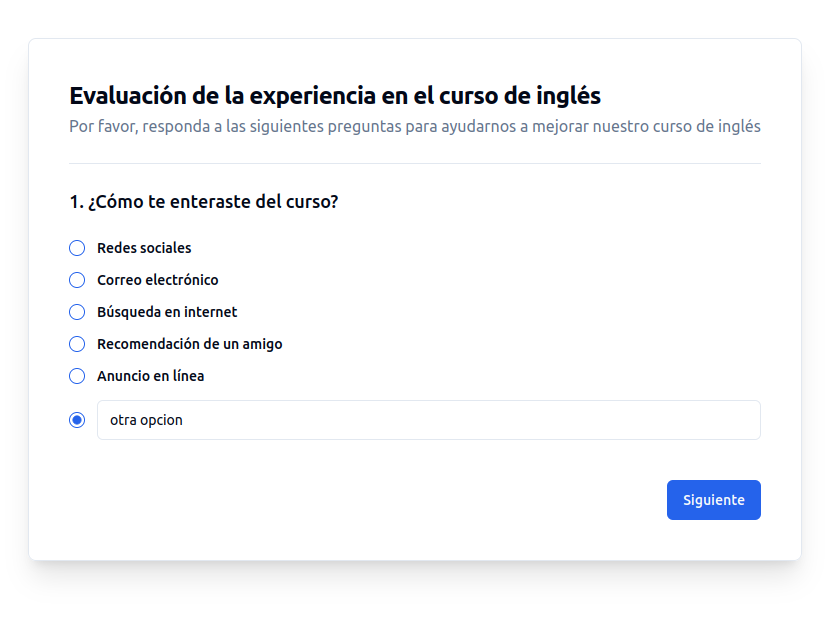 Evaluación de la experiencia en el curso de inglés
Por favor, responda a las siguientes preguntas para ayudarnos a mejorar nuestro curso de inglés
1. ¿Cómo te enteraste del curso?
Redes sociales
Correo electrónico
Búsqueda en internet
Recomendación de un amigo
Anuncio en línea
otra opcion
Siguiente